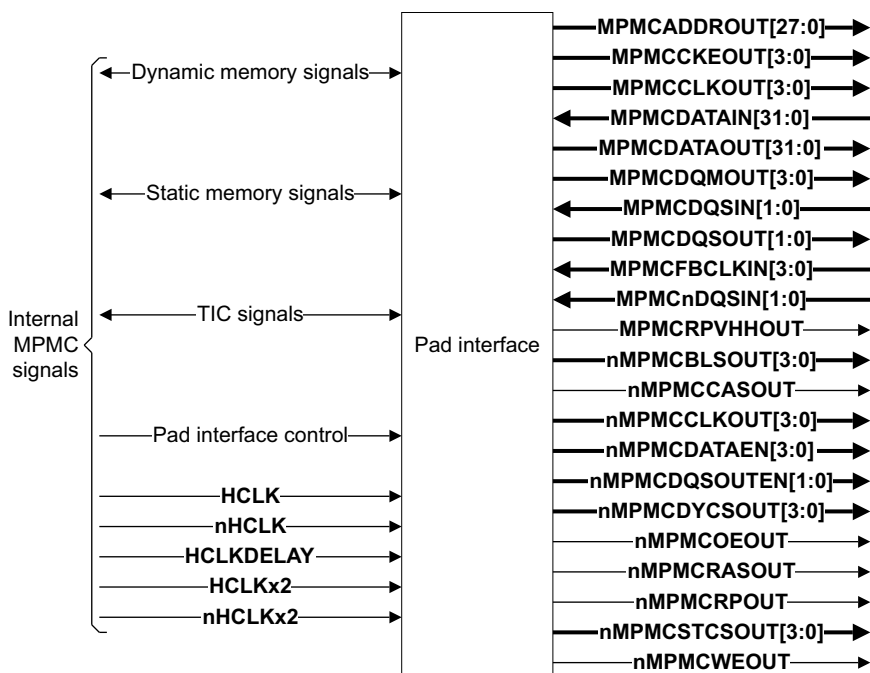 Internal
MPMC
signals
Dynamic memory signals
Static memory signals
TIC signals
Pad interface control
HCLK
nHCLK
HCLKDELAY
HCLKx2
nHCLKx2
Pad interface
MPMCADDROUT[27:0]
MPMCCKEOUT[3:0]
MPMCCLKOUT[3:0]
MPMCDATAIN[31:0]
MPMCDATAOUT[31:0]
MPMCDQMOUT[3:0]
MPMCDQSIN[1:0]
MPMCDQSOUT[1:0]
MPMCFBCLKIN[3:0]
MPMCnDQSIN[1:0]
MPMCRPVHHOUT
nMPMCBLSOUT[3:0]
nMPMCCASOUT
nMPMCCLKOUT[3:0]
nMPMCDATAEN[3:0]
nMPMCDQSOUTEN[1:0]
nMPMCDYCSOUT[3:0]
nMPMCOEOUT
nMPMCRASOUT
nMPMCRPOUT
nMPMCSTCSOUT[3:0]
nMPMCWEOUT